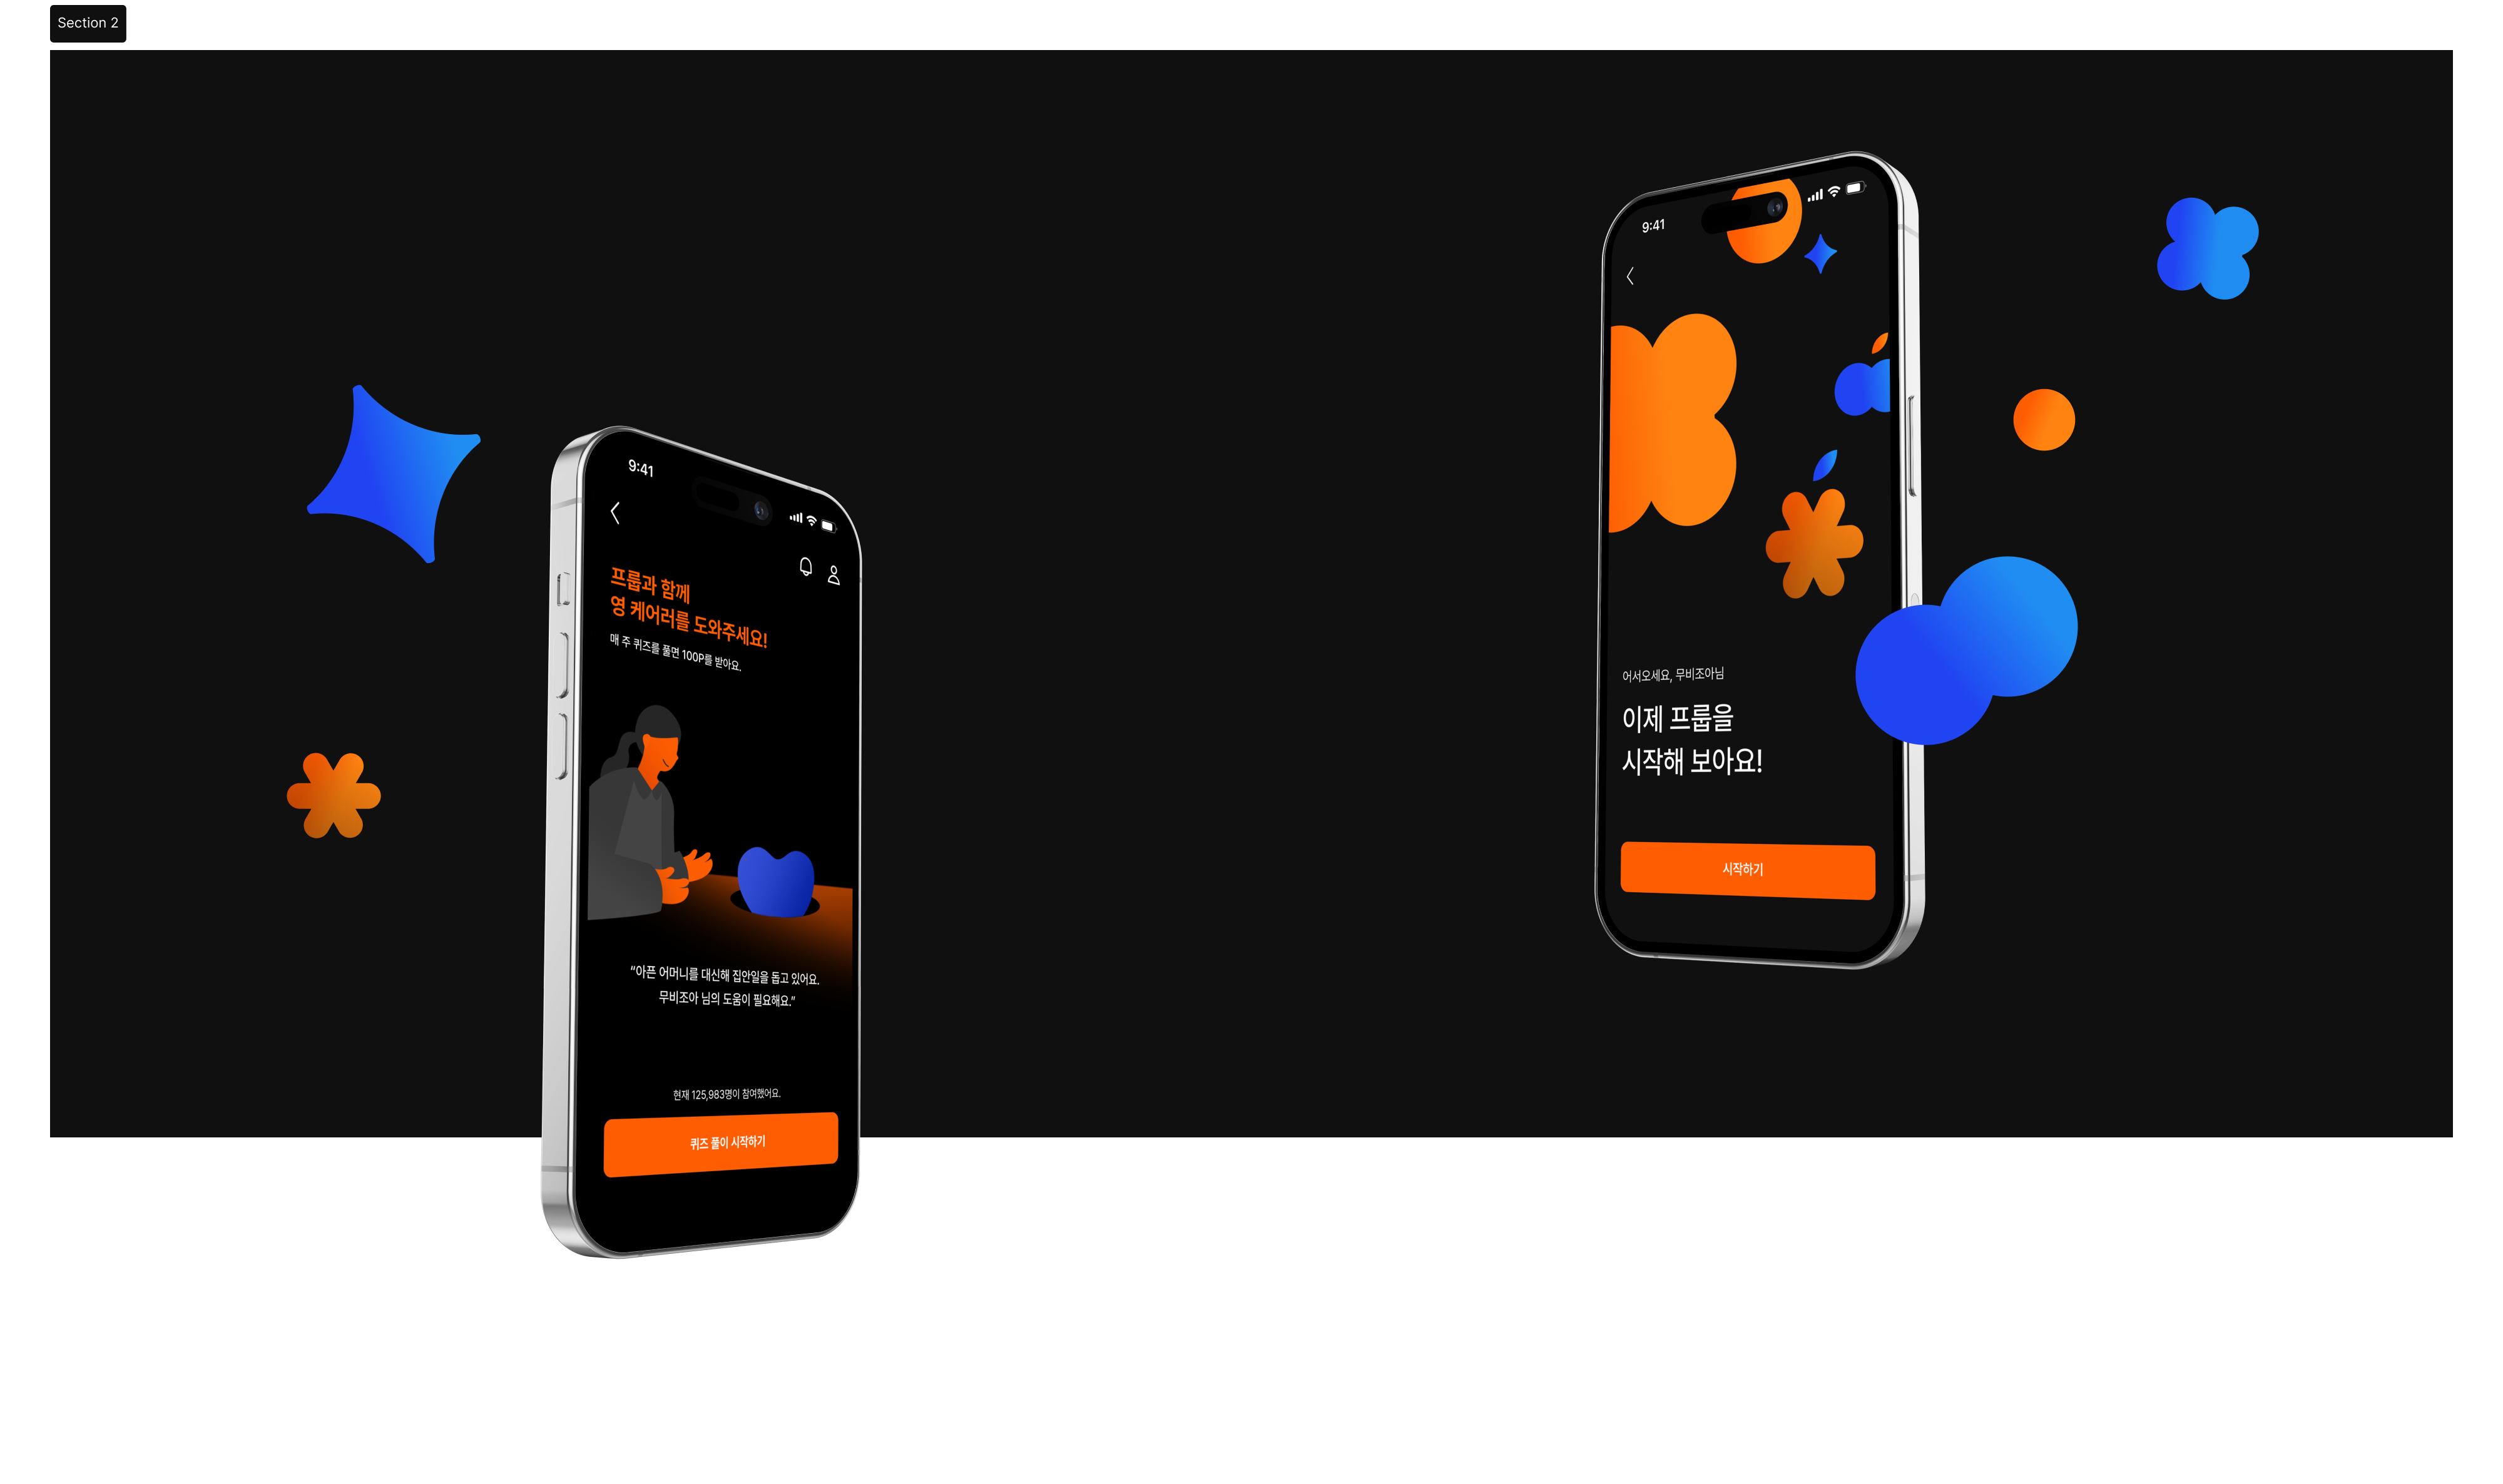 Section 2
9:41
프룹과 함께
영 케어러를 도와주세요!
매 주 퀴즈를 풀면 100P를 받아요.
“아픈 어머니를 대신해 집안일을 돕고 있어요.
무비조아 님의 도움이 필요해요.”
현재 125,983명이 참여했어요.
퀴즈 풀이 시작하기
9:41
어서오세요, 무비조아님
이제 프룹을
시작해 보아요!
시작하기